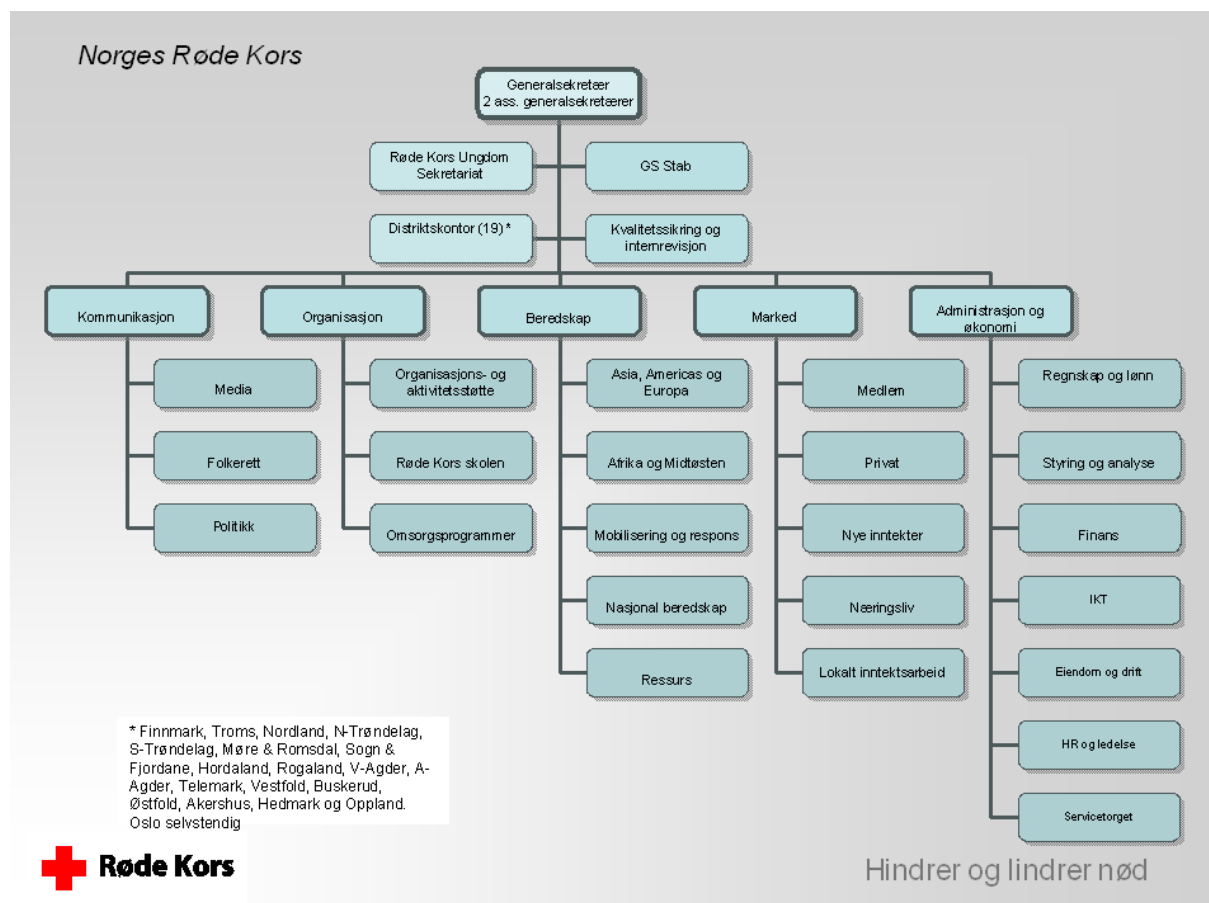 Norges Røde Kors
Generalsekretær
2 ass. generalsekretærer
Røde Kors Ungdom
Sekretariat
GS Stab
Distriktskontor (19) *
Kvalitetssikring og
internrevisjon
Kommunikasjon
Organisasjon
Beredskap
Marked
Administrasjon og
økonomi
Media
Folkerett
Politikk
Organisasjons- og
aktivitetsstøtte
Røde Kors skolen
Omsorgsprogrammer
Asia, Americas og
Europa
Afrika og Midtøsten
Mobilisering og respons
Nasjonal beredskap
Ressurs
Medlem
Privat
Nye inntekter
Næringsliv
Lokalt inntektsarbeid
Regnskap og lønn
Styring og analyse
Finans
IKT
Eiendom og drift
HR og ledelse
Servicetorget
* Finnmark, Troms, Nordland, N-Trøndelag,
S-Trøndelag, Møre & Romsdal, Sogn &
Fjordane, Hordaland, Rogaland, V-Agder, A-
Agder, Telemark, Vestfold, Buskerud,
Østfold, Akershus, Hedmark og Oppland.
Oslo selvstendig
Røde Kors
Hindrer og lindrer nød